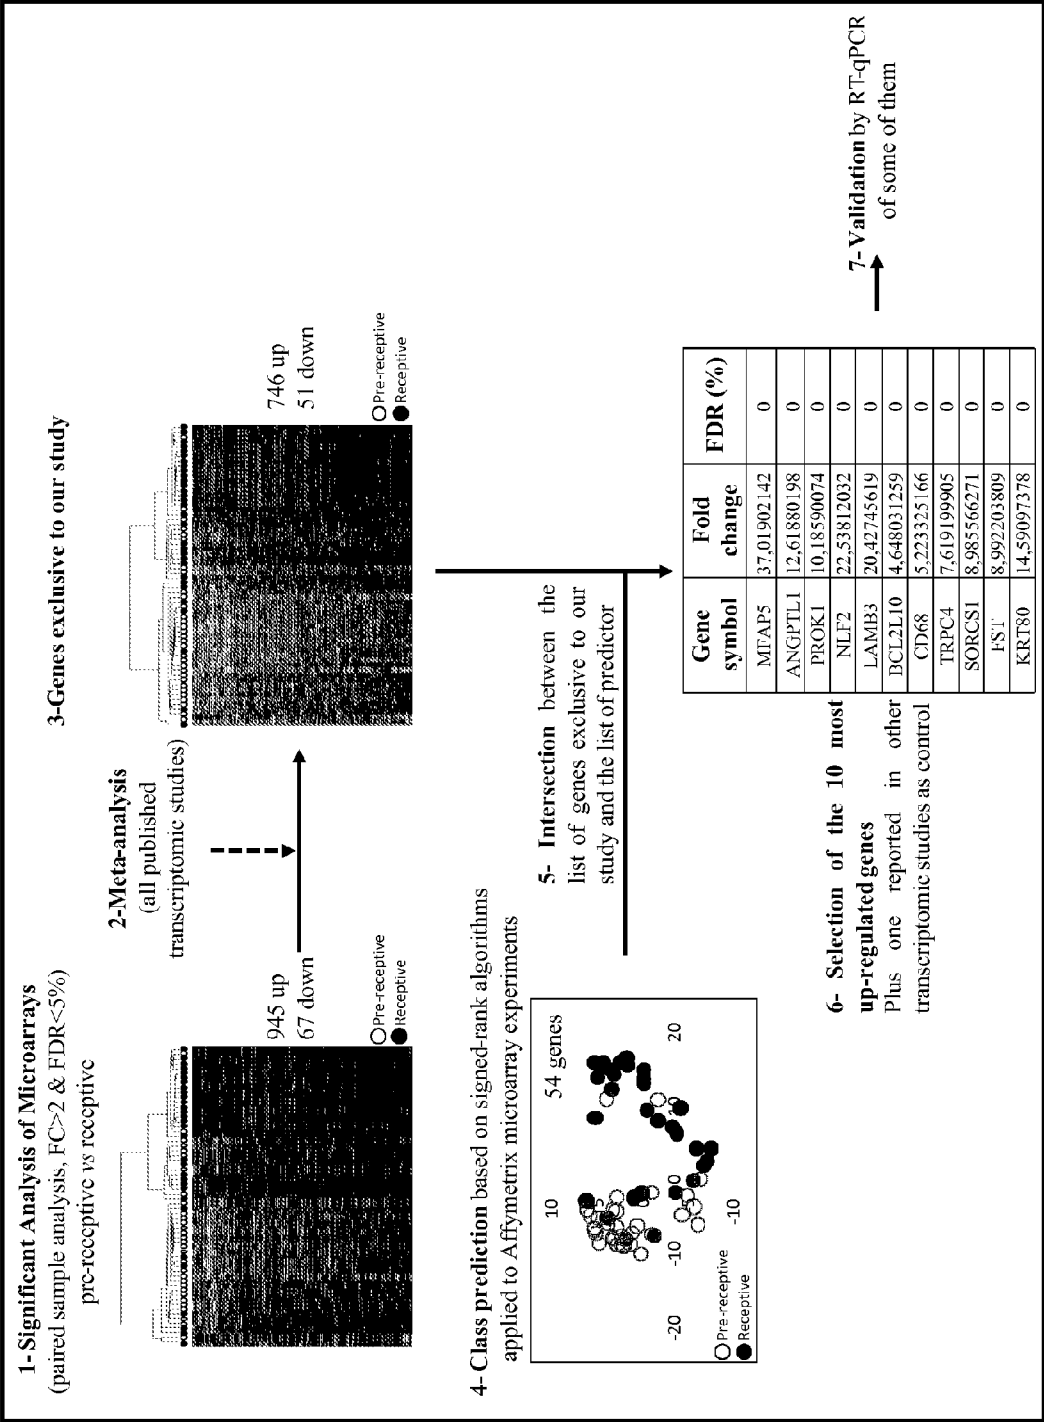 1- Significant Analysis of Microarrays
(paired sample analysis, FC>2 & FDR<5%)
pre-receptive vs receptive
945 up
67 down
Pre-receptive
Receptive
2-Meta-analysis
(all published
transcriptomic studies)
3-Genes exclusive to our study
746 up
51 down
Pre-receptive
Receptive
4- Class prediction based on signed-rank algorithms
applied to Affymetrix microarray experiments
54 genes
10
-20
-10
0
10
20
-10
Pre-receptive
Receptive
5- Intersection between the
list of genes exclusive to our
study and the list of predictor
6- Selection of the 10 most
up-regulated genes
Plus one reported in other
transcriptomic studies as control
Gene symbol Fold change FDR (%)
MFAP5 37,01902142 0
ANGPTL1 12,61880198 0
PROK1 10,18590074 0
NLF2 22,53812032 0
LAMB3 20,42745619 0
BCL2L10 4,648031259 0
CD68 5,223325166 0
TRPC4 7,619199905 0
SORCS1 8,985566271 0
FST 8,992203809 0
KRT80 14,59097378 0
7- Validation by RT-qPCR
of some of them